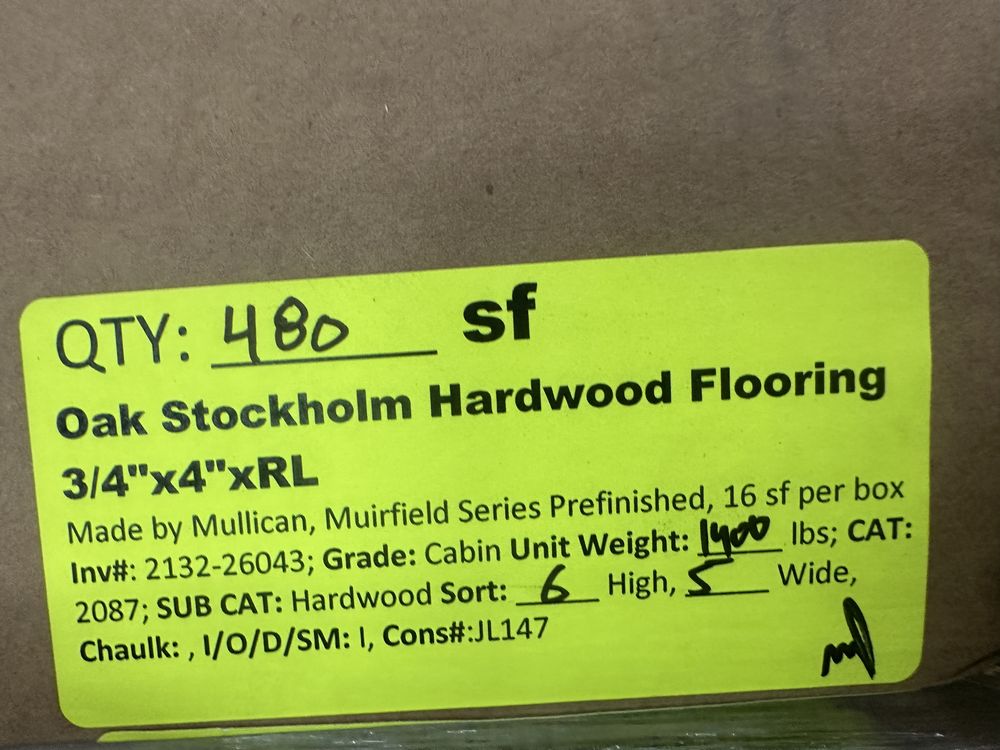 QTY: 480 sf
Oak Stockholm Hardwood Flooring
3/4"x4"xRL
Made by Mullican, Muirfield Series Prefinished, 16 sf per box
Inv#: 2132-26043; Grade: Cabin Unit Weight: 1400 lbs; CAT:
2087; SUB CAT: Hardwood Sort: 6 High, 5 Wide,
Chaulk: , I/O/D/SM: I, Cons#:JL147